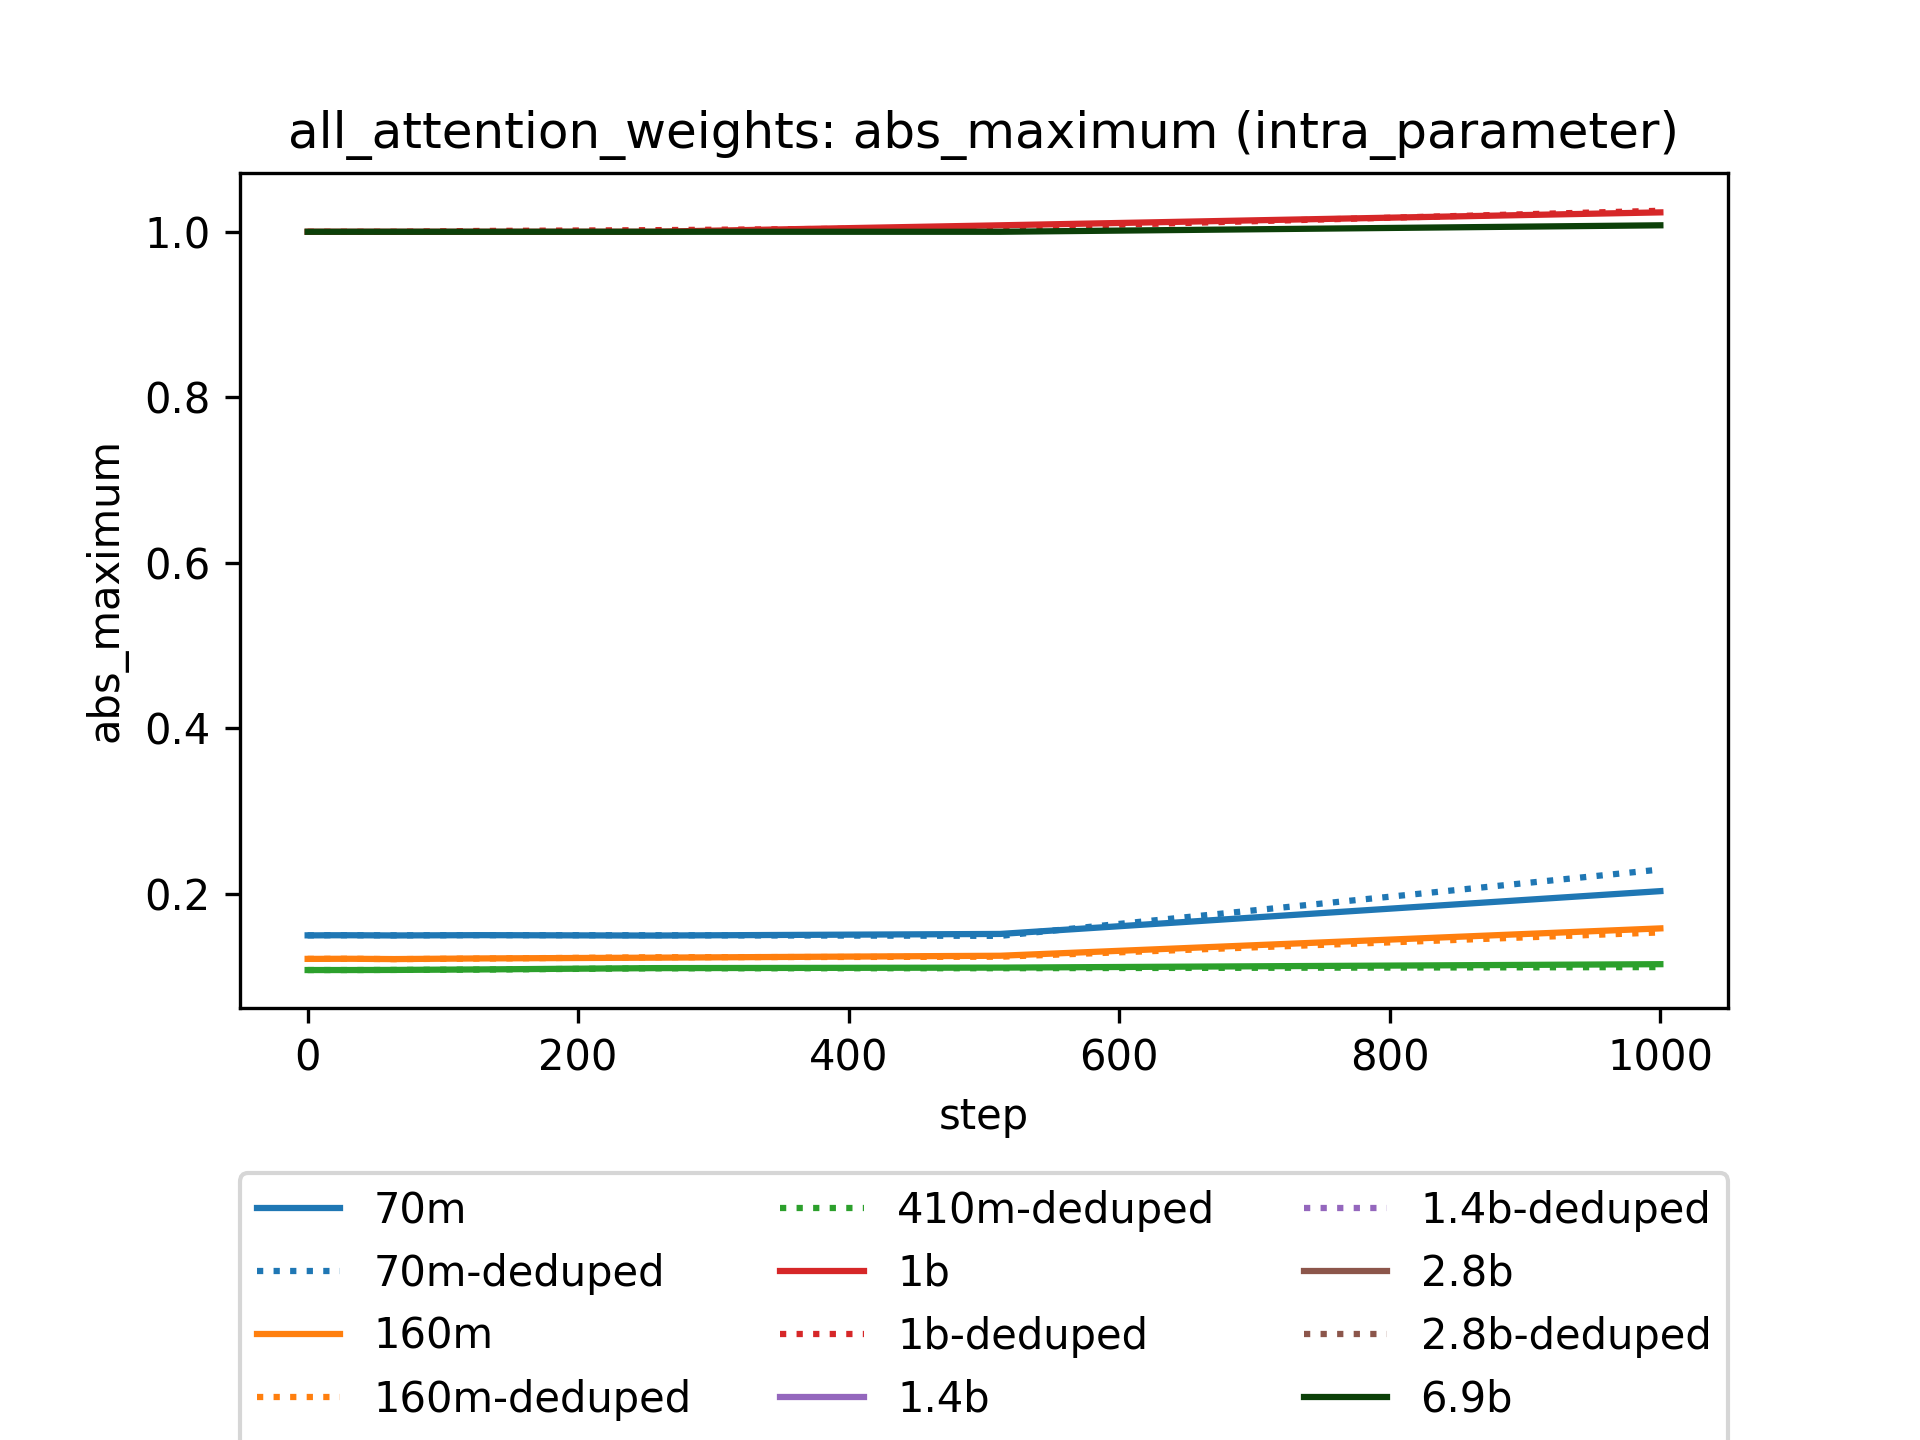 all_attention_weights: abs_maximum (intra_parameter)
1.0
0.8
0.6
0.4
0.2
abs_maximum
0 200 400 600 800 1000
step
70m
70m-deduped
160m
160m-deduped
410m-deduped
1b
1b-deduped
1.4b
1.4b-deduped
2.8b
2.8b-deduped
6.9b